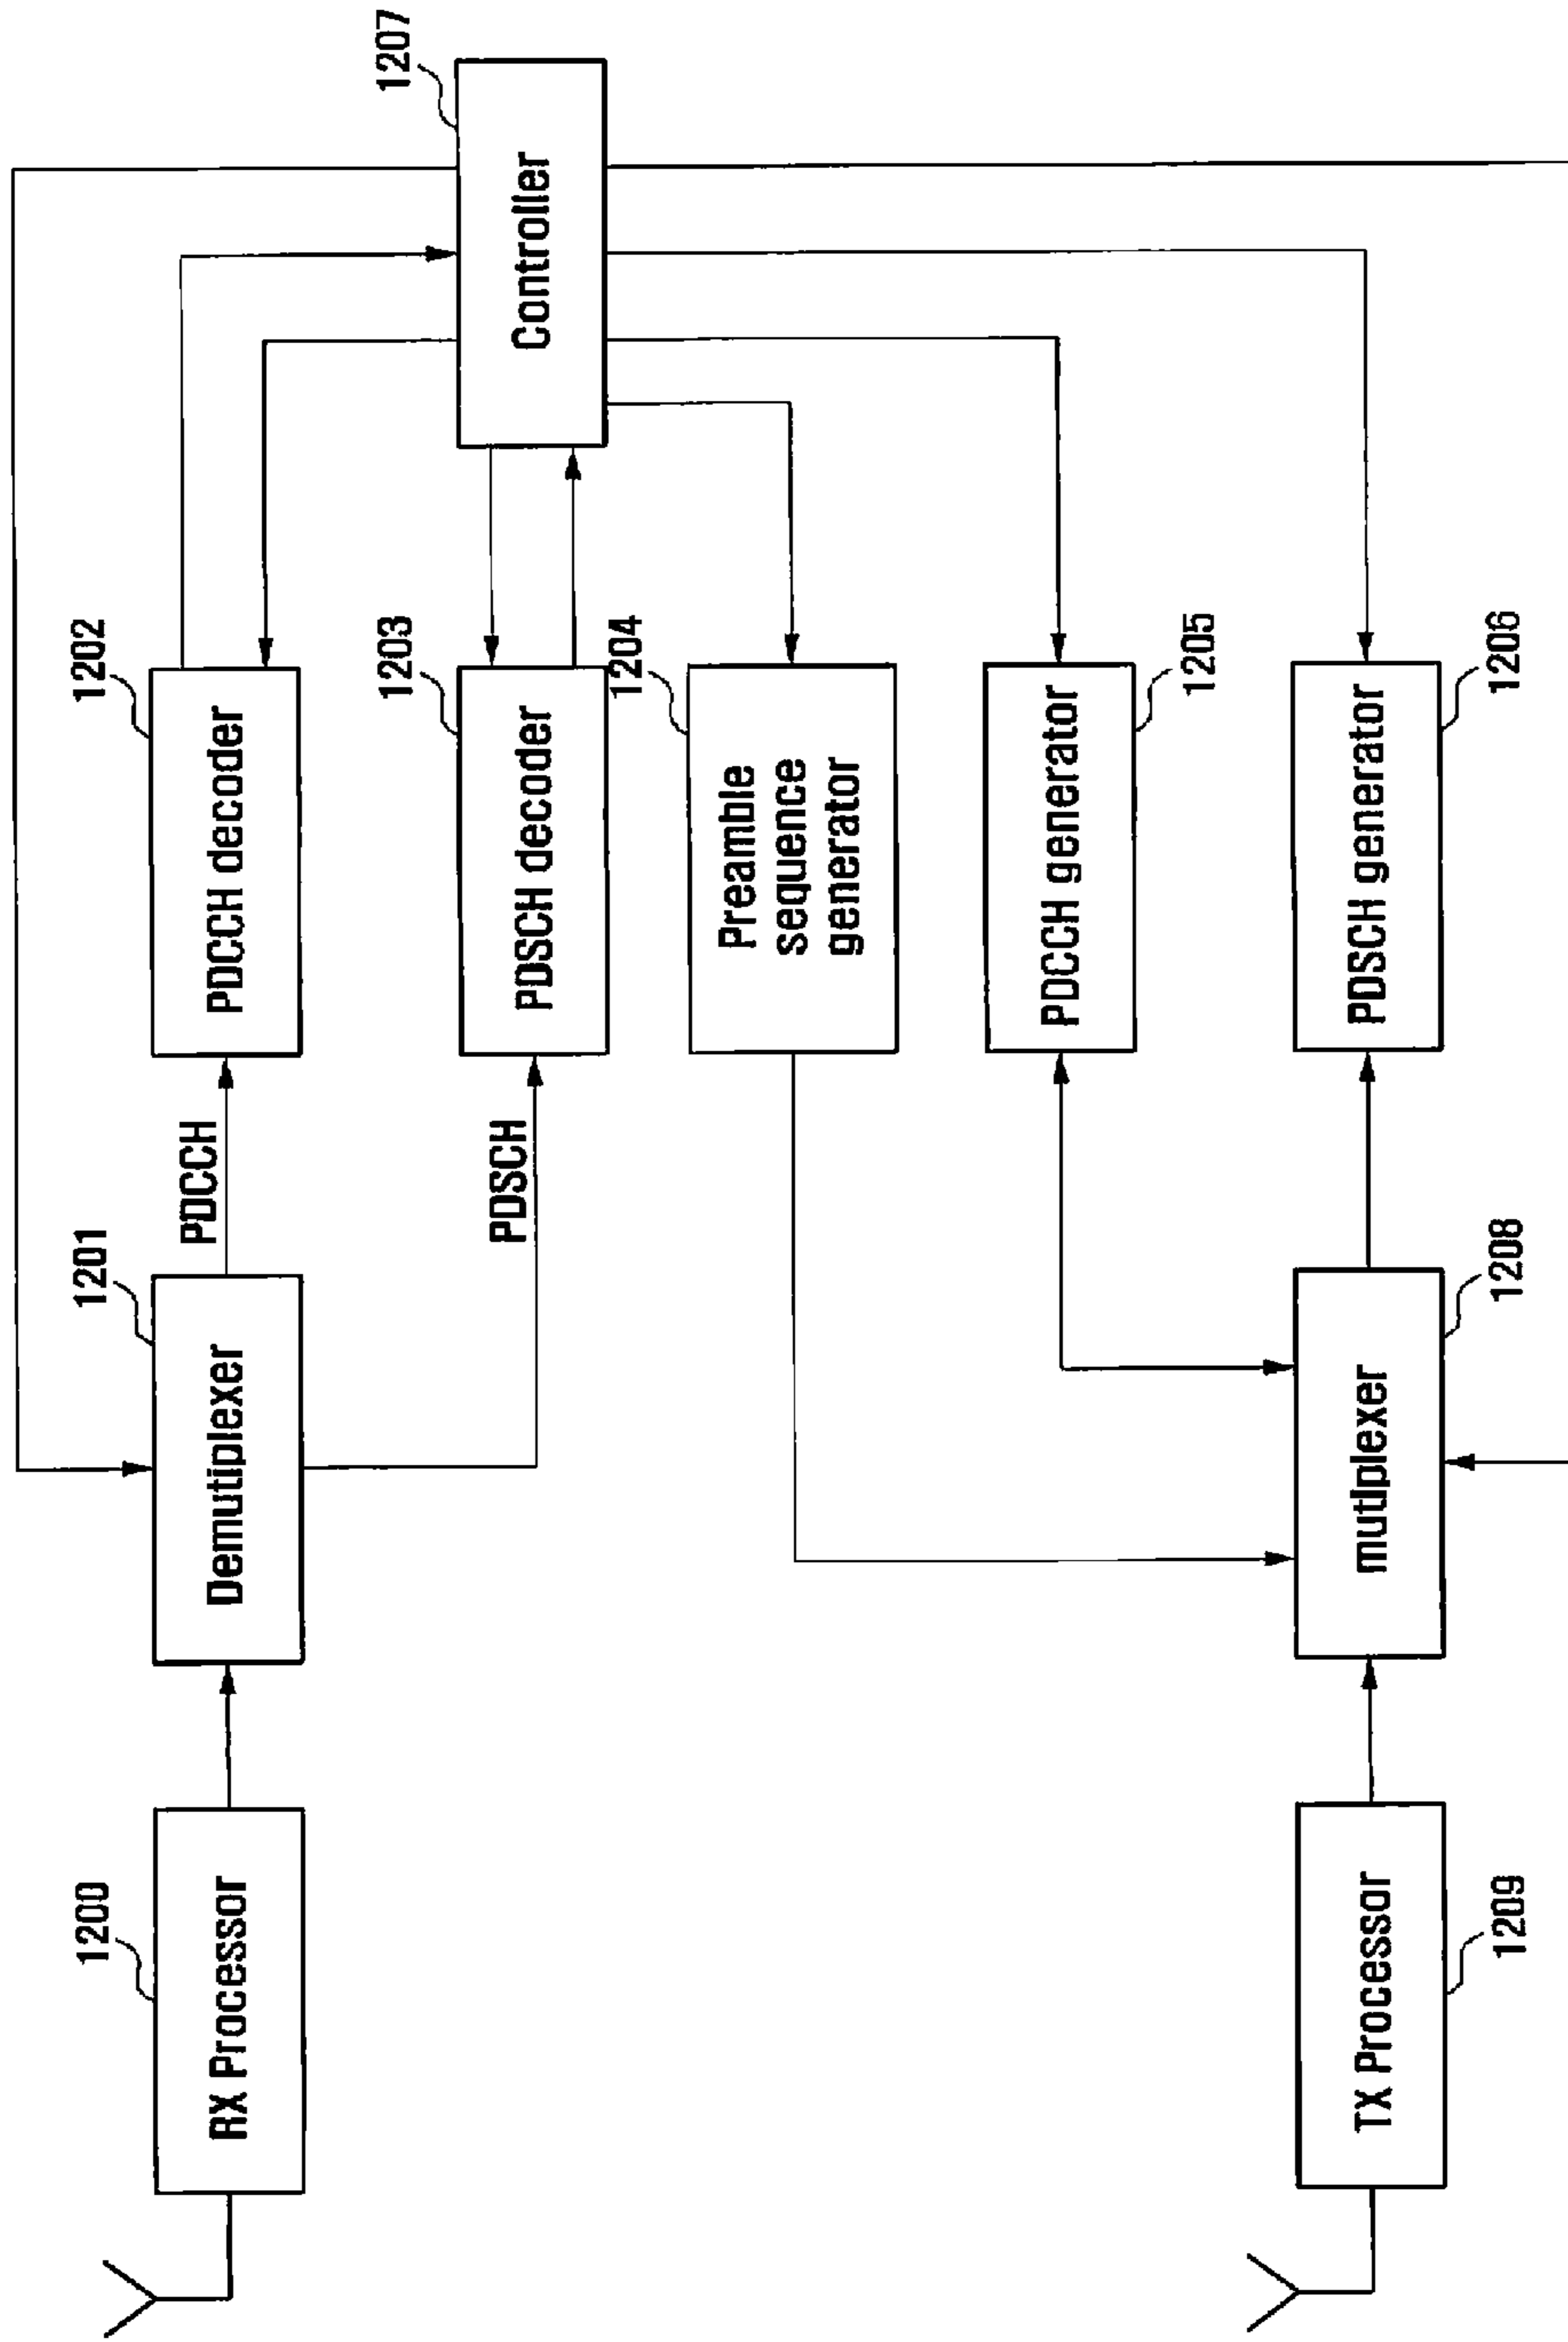 1200
RX Processor
1201
Demutiplexer
PDCCH
PDSCH
1202
PDCCH decoder
1203
PDSCH decoder
1204
Preamble
sequence
generator
PDCCH generator
1205
PDSCH generator
1206
1207
Controller
mutlplexer
1208
TX Processor
1209